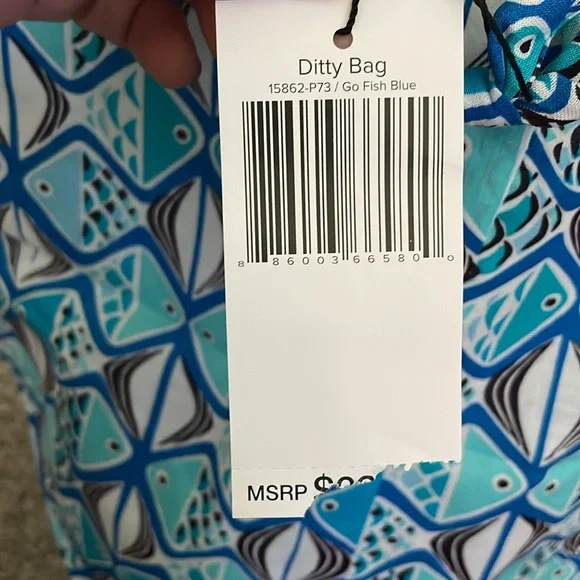 Ditty Bag
15862-P73 / Go Fish Blue
8 86003 66580 0
MSRP